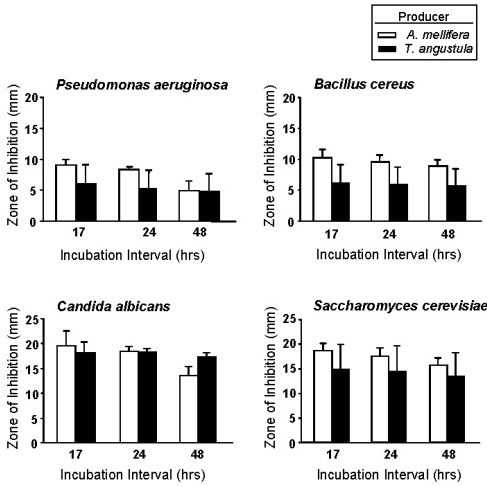 Producer
A. mellifera
T. angustula
Pseudomonas aeruginosa
Zone of Inhibition (mm)
20
15
10
5
0
17 24 48
Incubation Interval (hrs)
Bacillus cereus
Zone of Inhibition (mm)
20
15
10
5
0
17 24 48
Incubation Interval (hrs)
Candida albicans
Zone of Inhibition (mm)
25
20
15
10
5
0
17 24 48
Incubation Interval (hrs)
Saccharomyces cerevisiae
Zone of Inhibition (mm)
25
20
15
10
5
0
17 24 48
Incubation Interval (hrs)